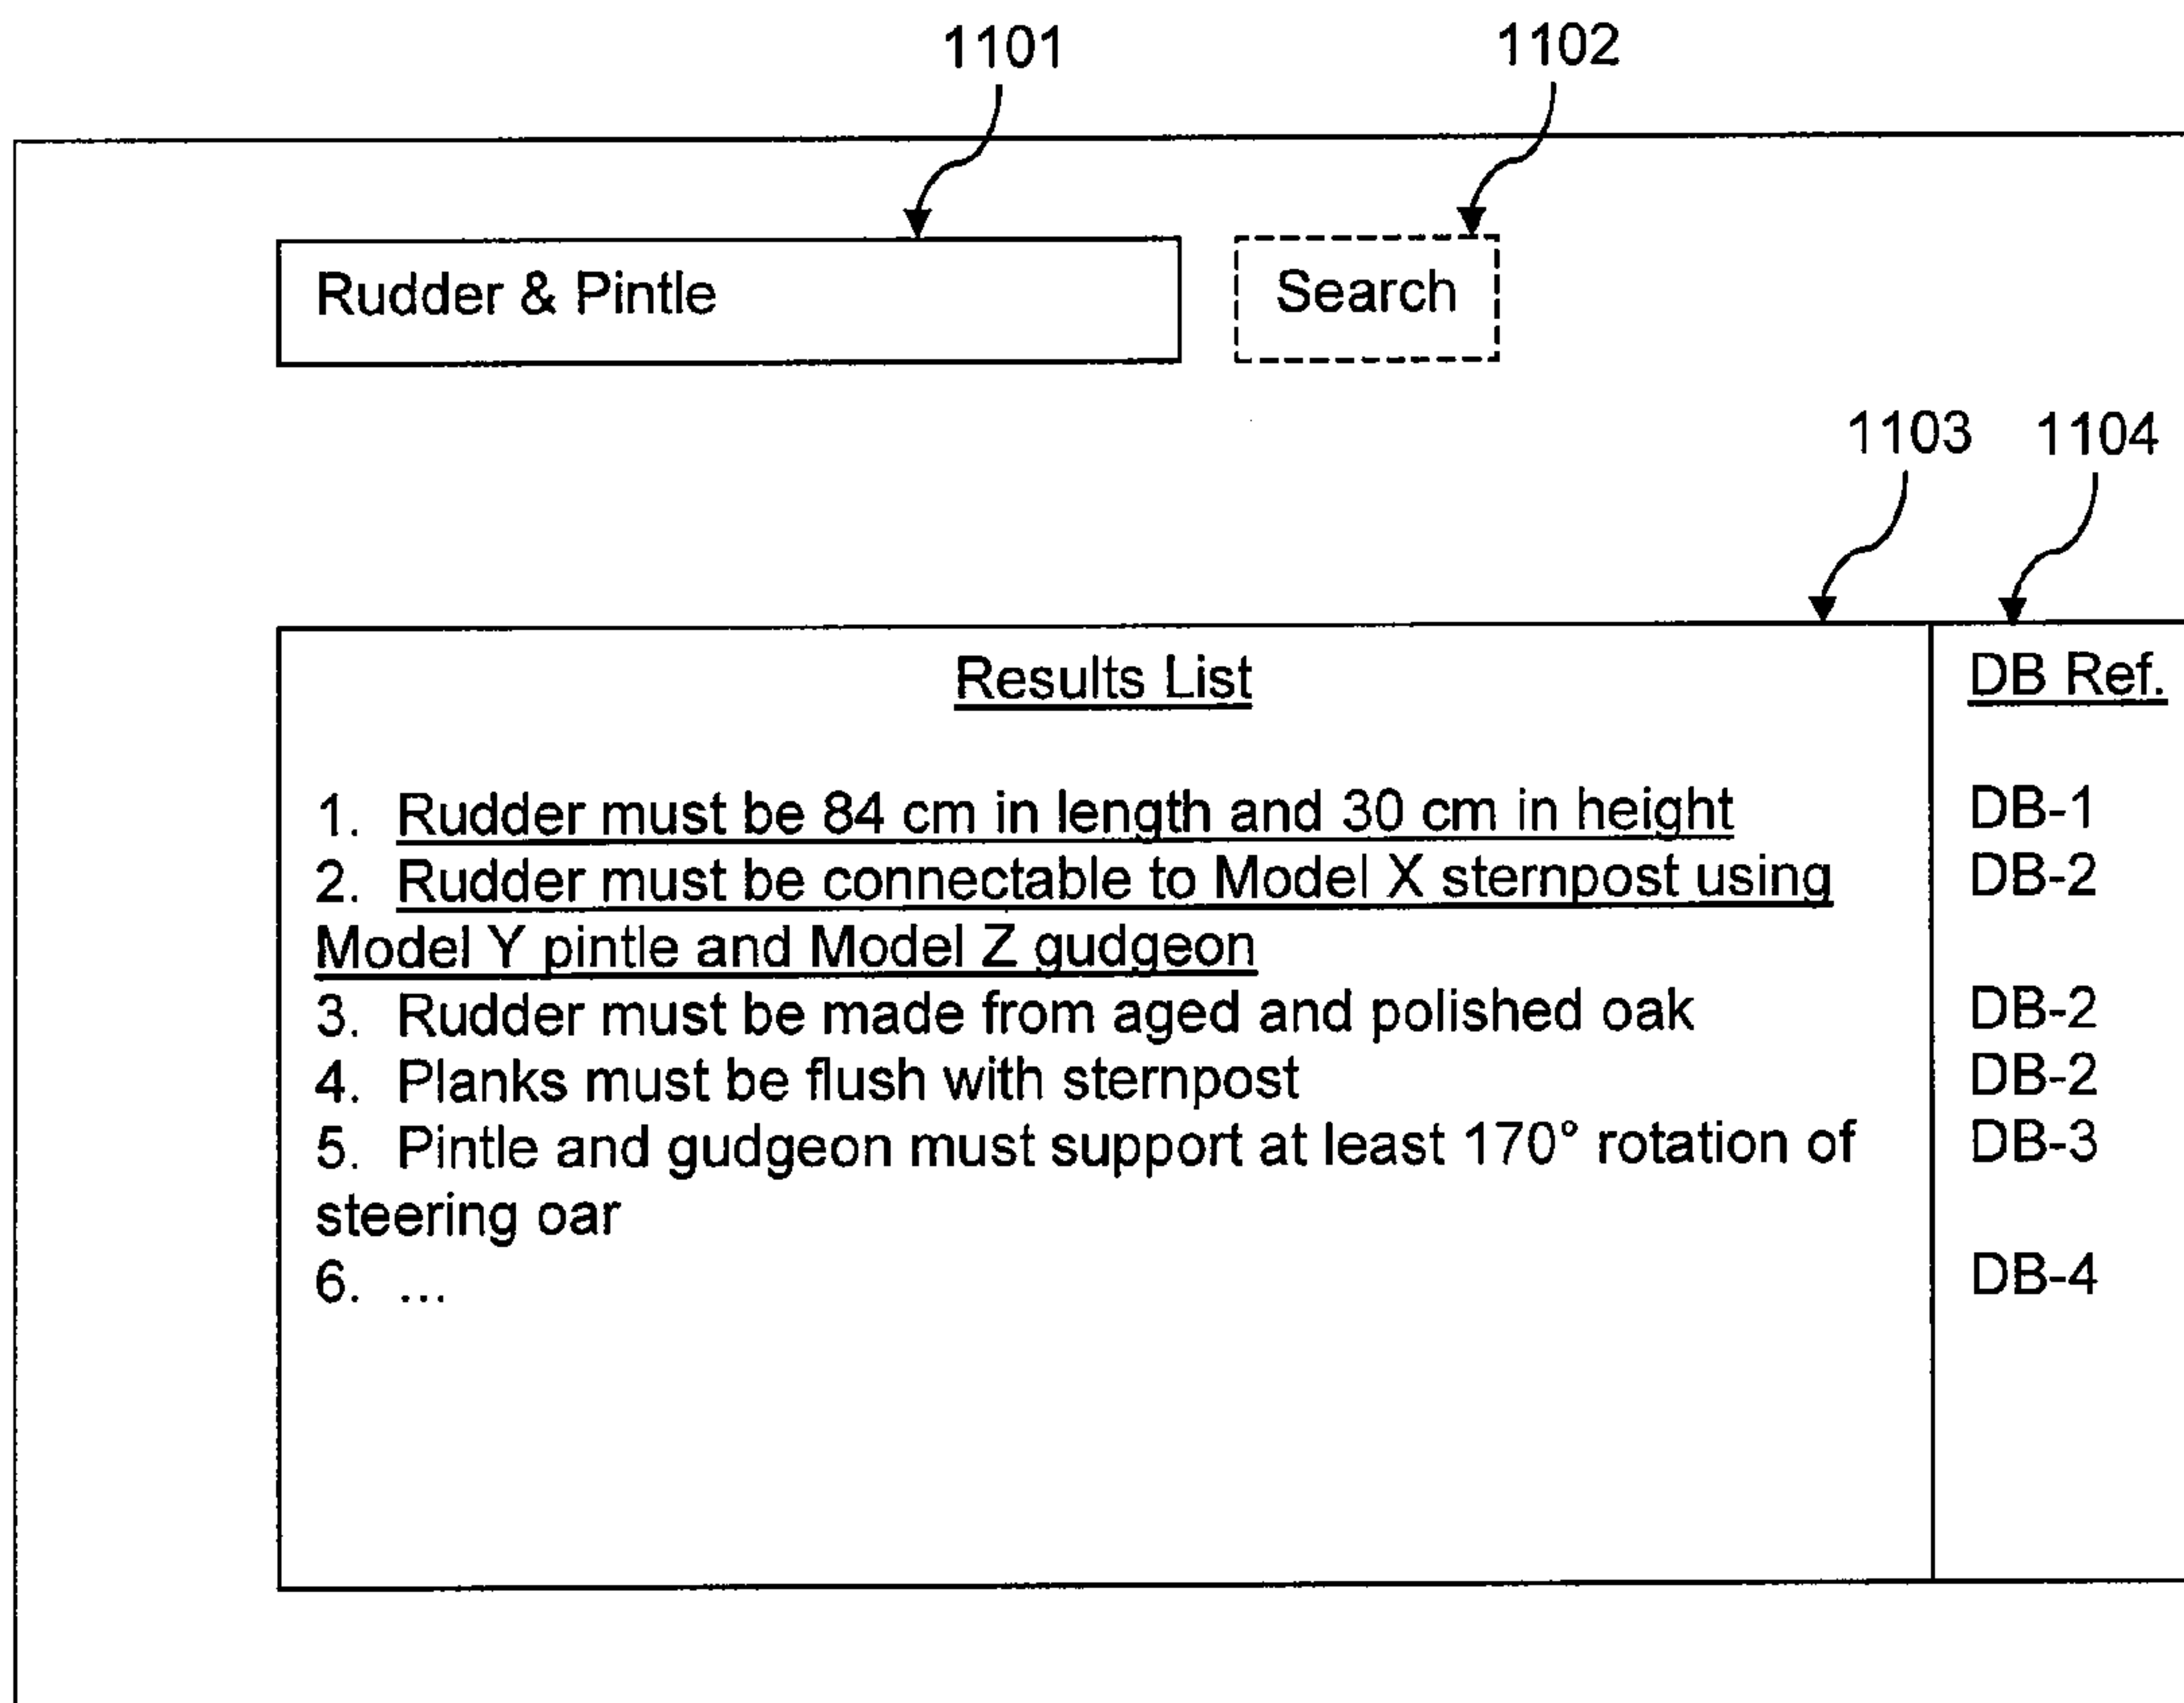 1101 1102
Rudder & Pintle Search
1103 1104
Results List DB Ref.
1. Rudder must be 84 cm in length and 30 cm in height DB-1
2. Rudder must be connectable to Model X sternpost using DB-2
Model Y pintle and Model Z gudgeon
3. Rudder must be made from aged and polished oak DB-2
4. Planks must be flush with sternpost DB-2
5. Pintle and gudgeon must support at least 170° rotation of DB-3
steering oar
6. ... DB-4